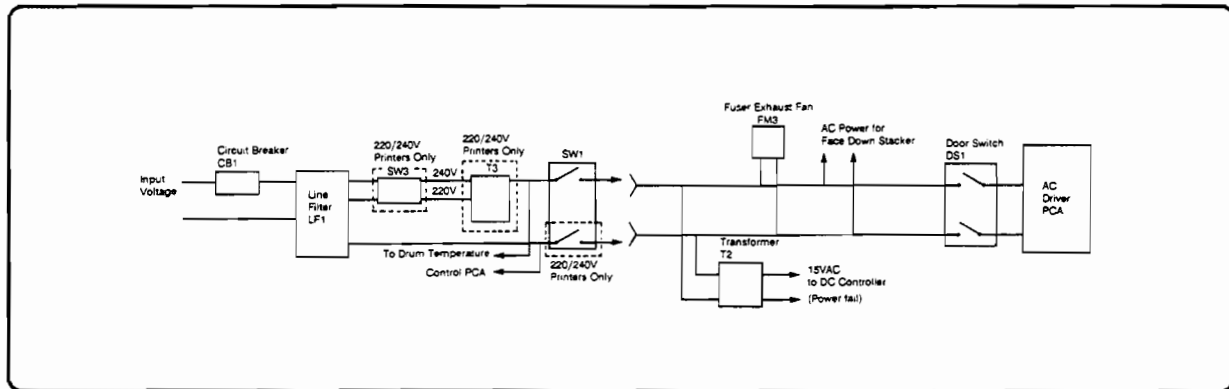 Fuser Exhaust Fan
FM3
AC Power for
Face Down Stacker
Door Switch
DS1
Circuit Breaker
CB1
220/240V
Printers Only
SW3
220/240V
Printers Only
T3
SW1
Input
Voltage
240V
220V
Line
Filter
LF1
AC
Driver
PCA
To Drum Temperature
Control PCA
220/240V
Printers Only
Transformer
T2
15VAC
to DC Controller
(Power fail)